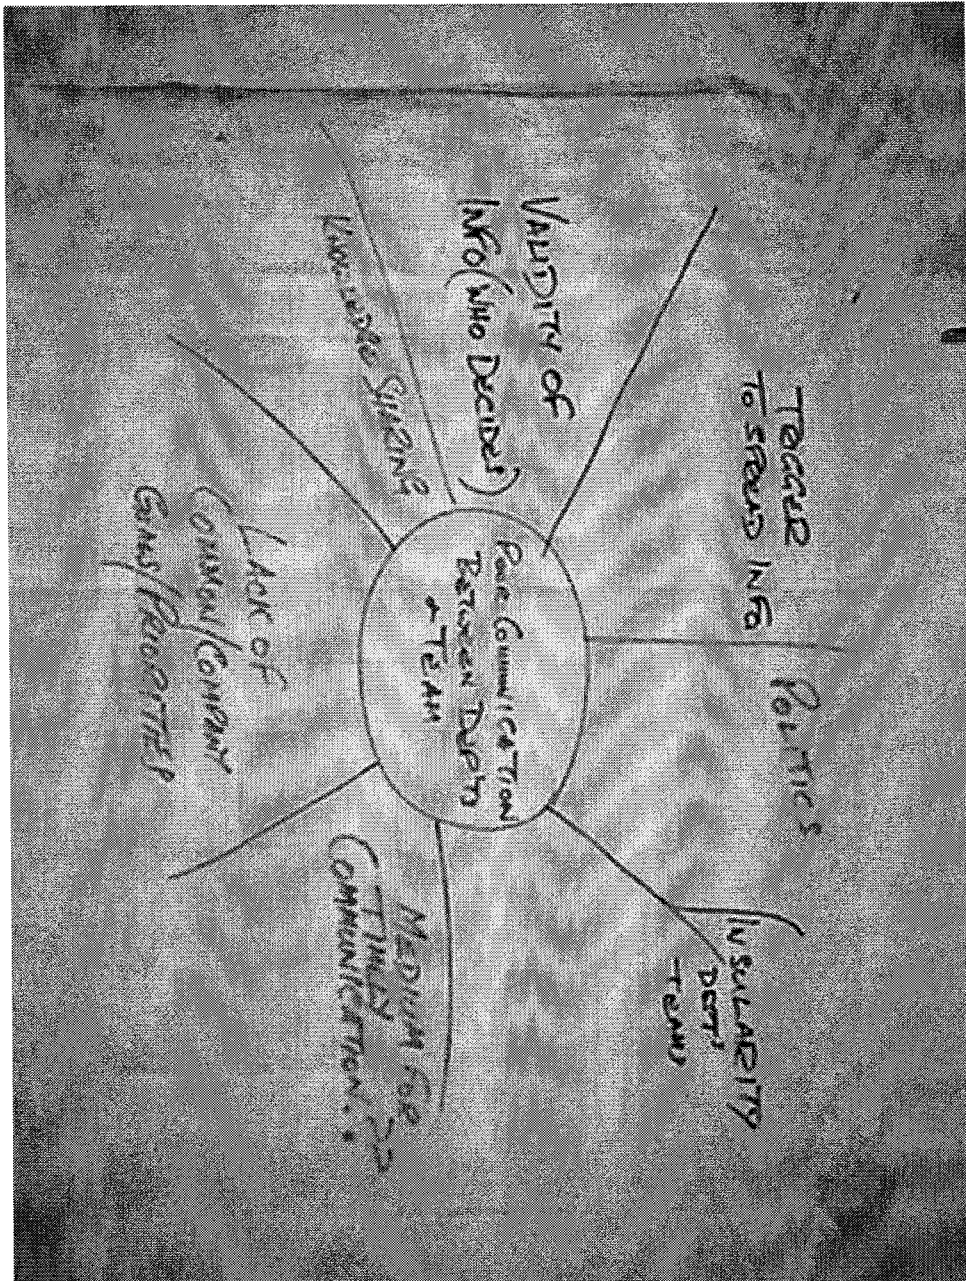 TRIGGER
TO SPREAD INFO
POLITICS
INSULARITY
DEPT'S
TEAMS
VALIDITY OF
INFO (WHO DECIDES)
POOR COMMUNICATION
BETWEEN DEPTS
& TEAM
KNOWLEDGE SHARING
MEDIUM FOR
TIMELY
COMMUNICATION??
LACK OF
COMMON/COMPANY
GOALS/PRIORITIES